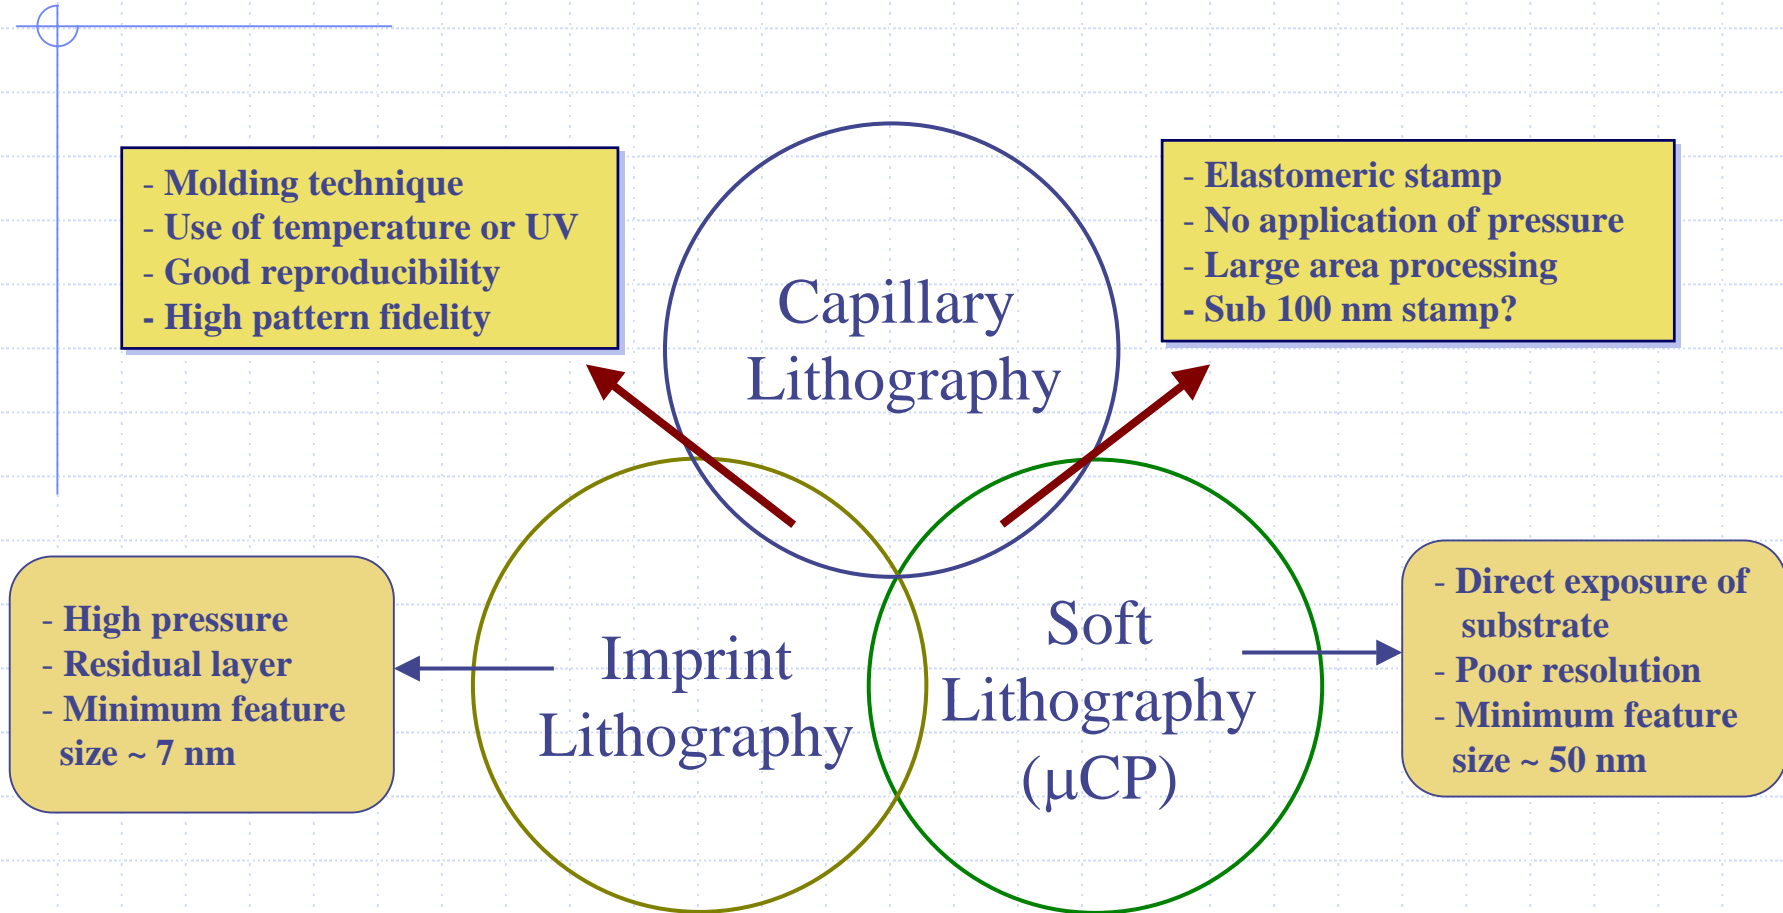 - Molding technique
- Use of temperature or UV
- Good reproducibility
- High pattern fidelity
- Elastomeric stamp
- No application of pressure
- Large area processing
- Sub 100 nm stamp?
Capillary
Lithography
- High pressure
- Residual layer
- Minimum feature
size ~ 7 nm
Imprint
Lithography
Soft
Lithography
(μCP)
- Direct exposure of
substrate
- Poor resolution
- Minimum feature
size ~ 50 nm